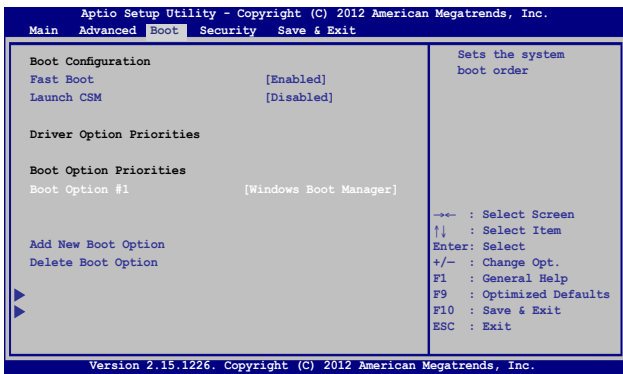 Aptio Setup Utility - Copyright (C) 2012 American Megatrends, Inc.
Main Advanced Boot Security Save & Exit
Boot Configuration
Fast Boot [Enabled]
Launch CSM [Disabled]
Driver Option Priorities
Boot Option Priorities
Boot Option #1 [Windows Boot Manager]
Add New Boot Option
Delete Boot Option
Sets the system
boot order
→← : Select Screen
↑↓ : Select Item
Enter: Select
+/— : Change Opt.
F1 : General Help
F9 : Optimized Defaults
F10 : Save & Exit
ESC : Exit
Version 2.15.1226. Copyright (C) 2012 American Megatrends, Inc.